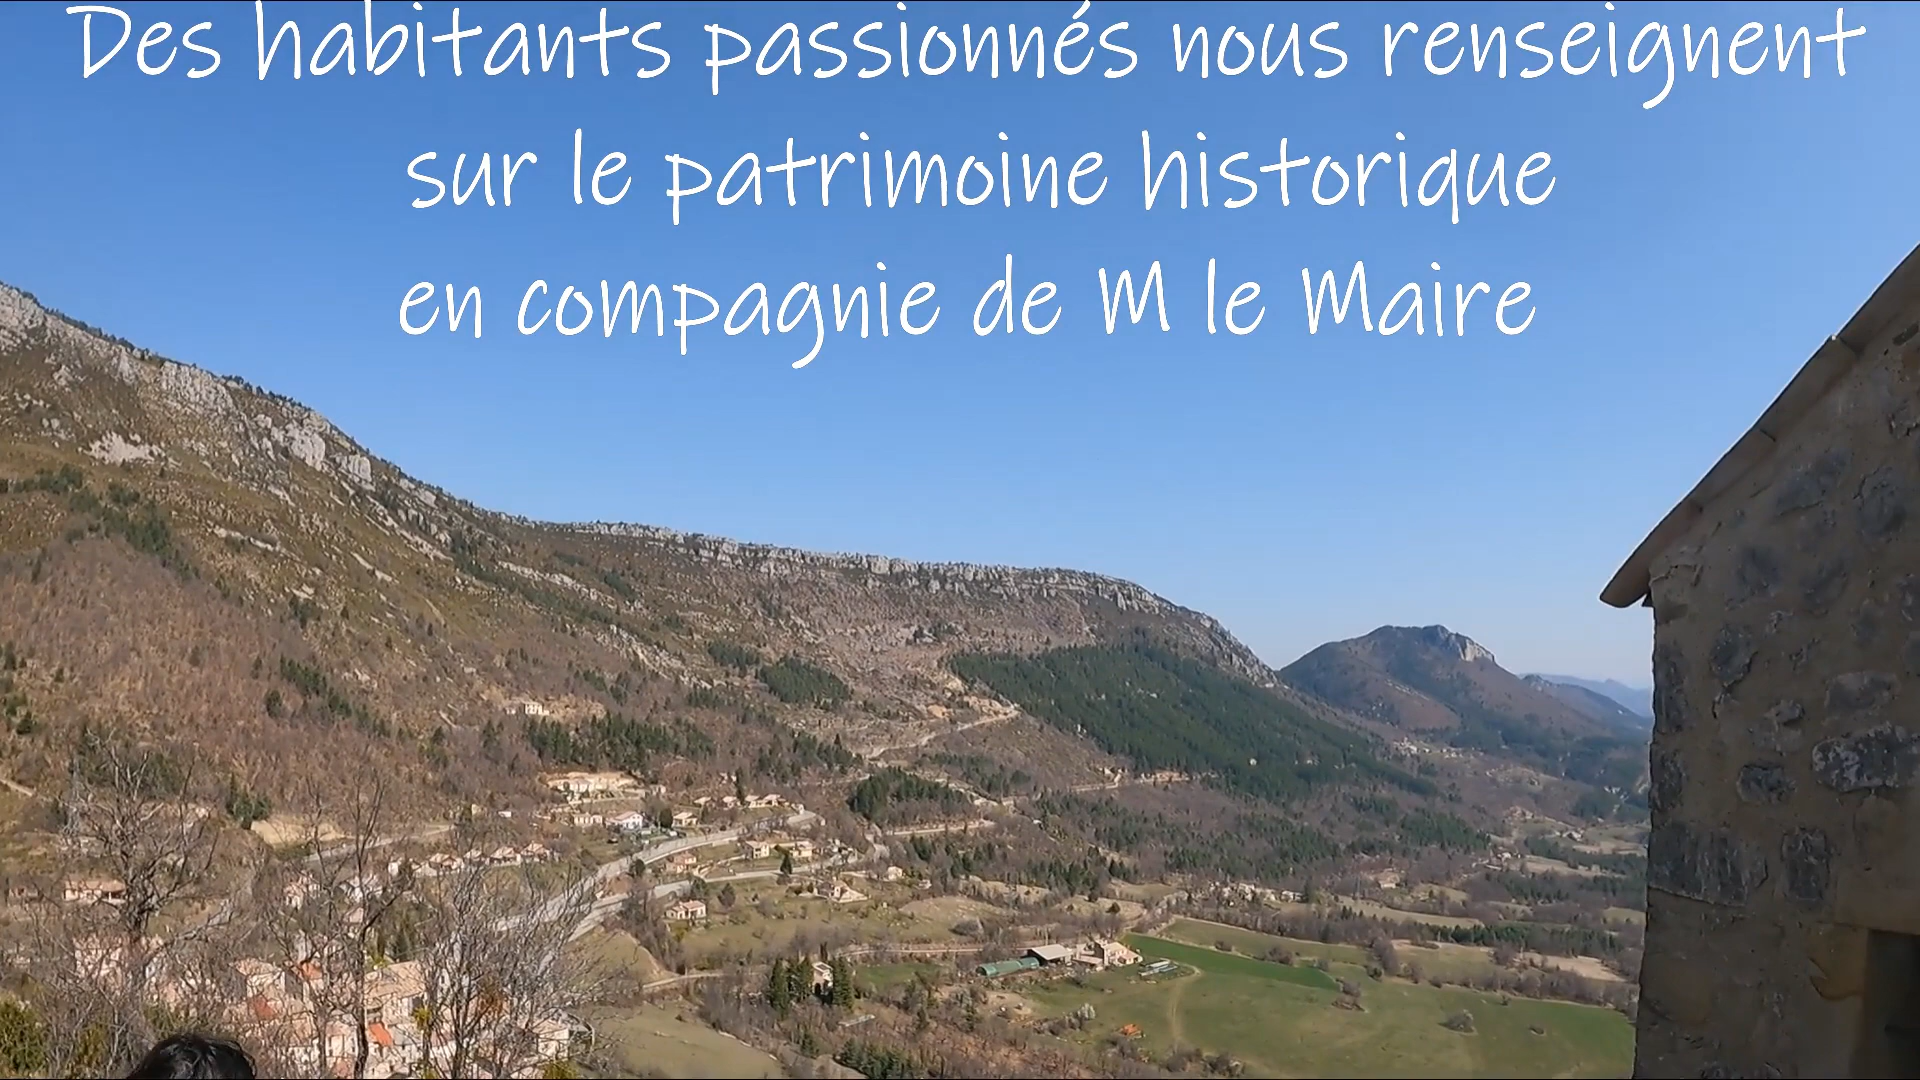 Des habitants passionnés nous renseignent
sur le patrimoine historique
en compagnie de M le Maire